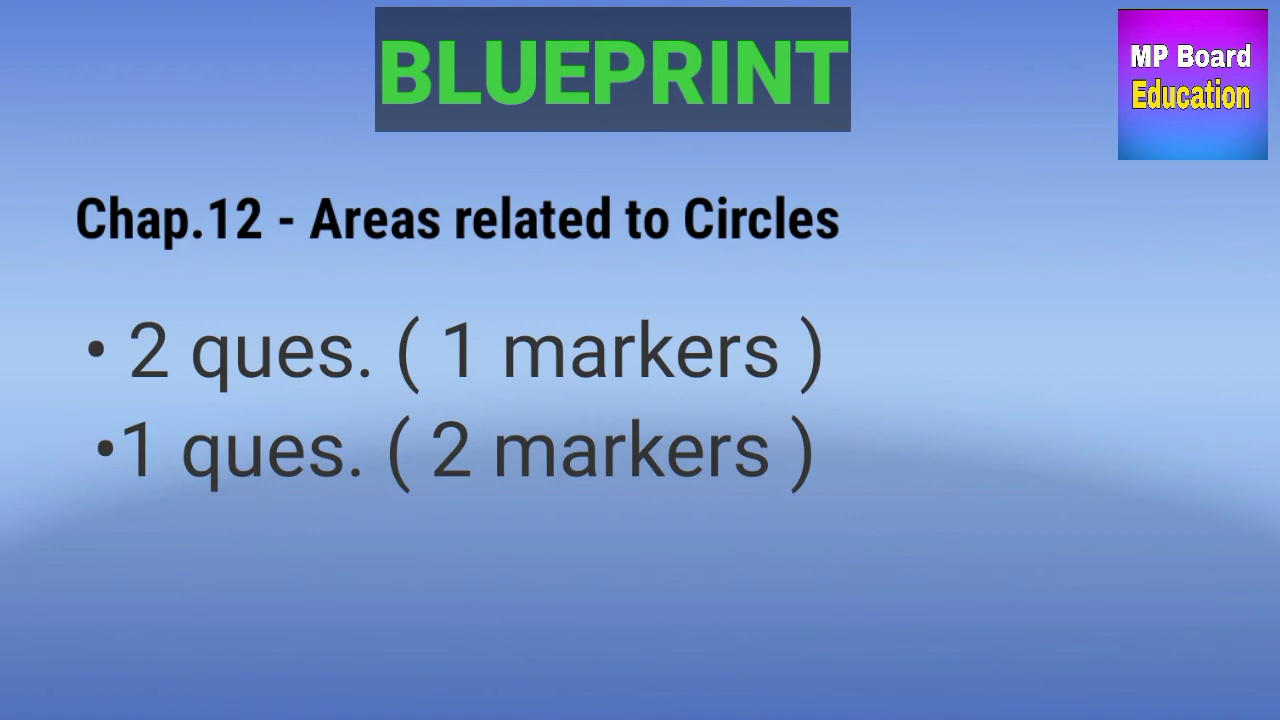 BLUEPRINT
MP Board
Education
Chap.12 - Areas related to Circles
• 2 ques. ( 1 markers )
•1 ques. ( 2 markers )